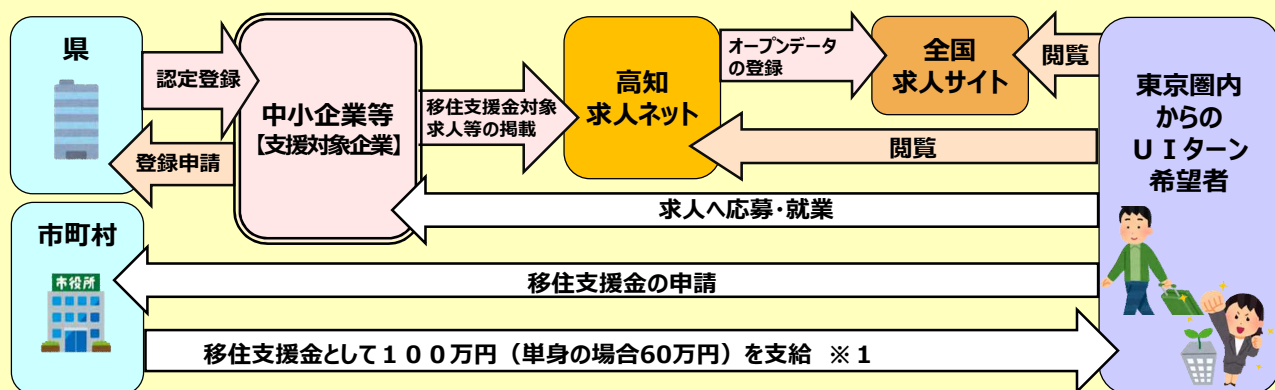 県
認定登録
登録申請
中小企業等
【支援対象企業】
移住支援金対象
求人等の掲載
高知
求人ネット
オープンデータ
の登録
全国
求人サイト
閲覧
閲覧
東京圏内
からの
ＵＩターン
希望者
求人へ応募・就業
市町村
市役所
移住支援金の申請
移住支援金として１００万円（単身の場合60万円）を支給　※１